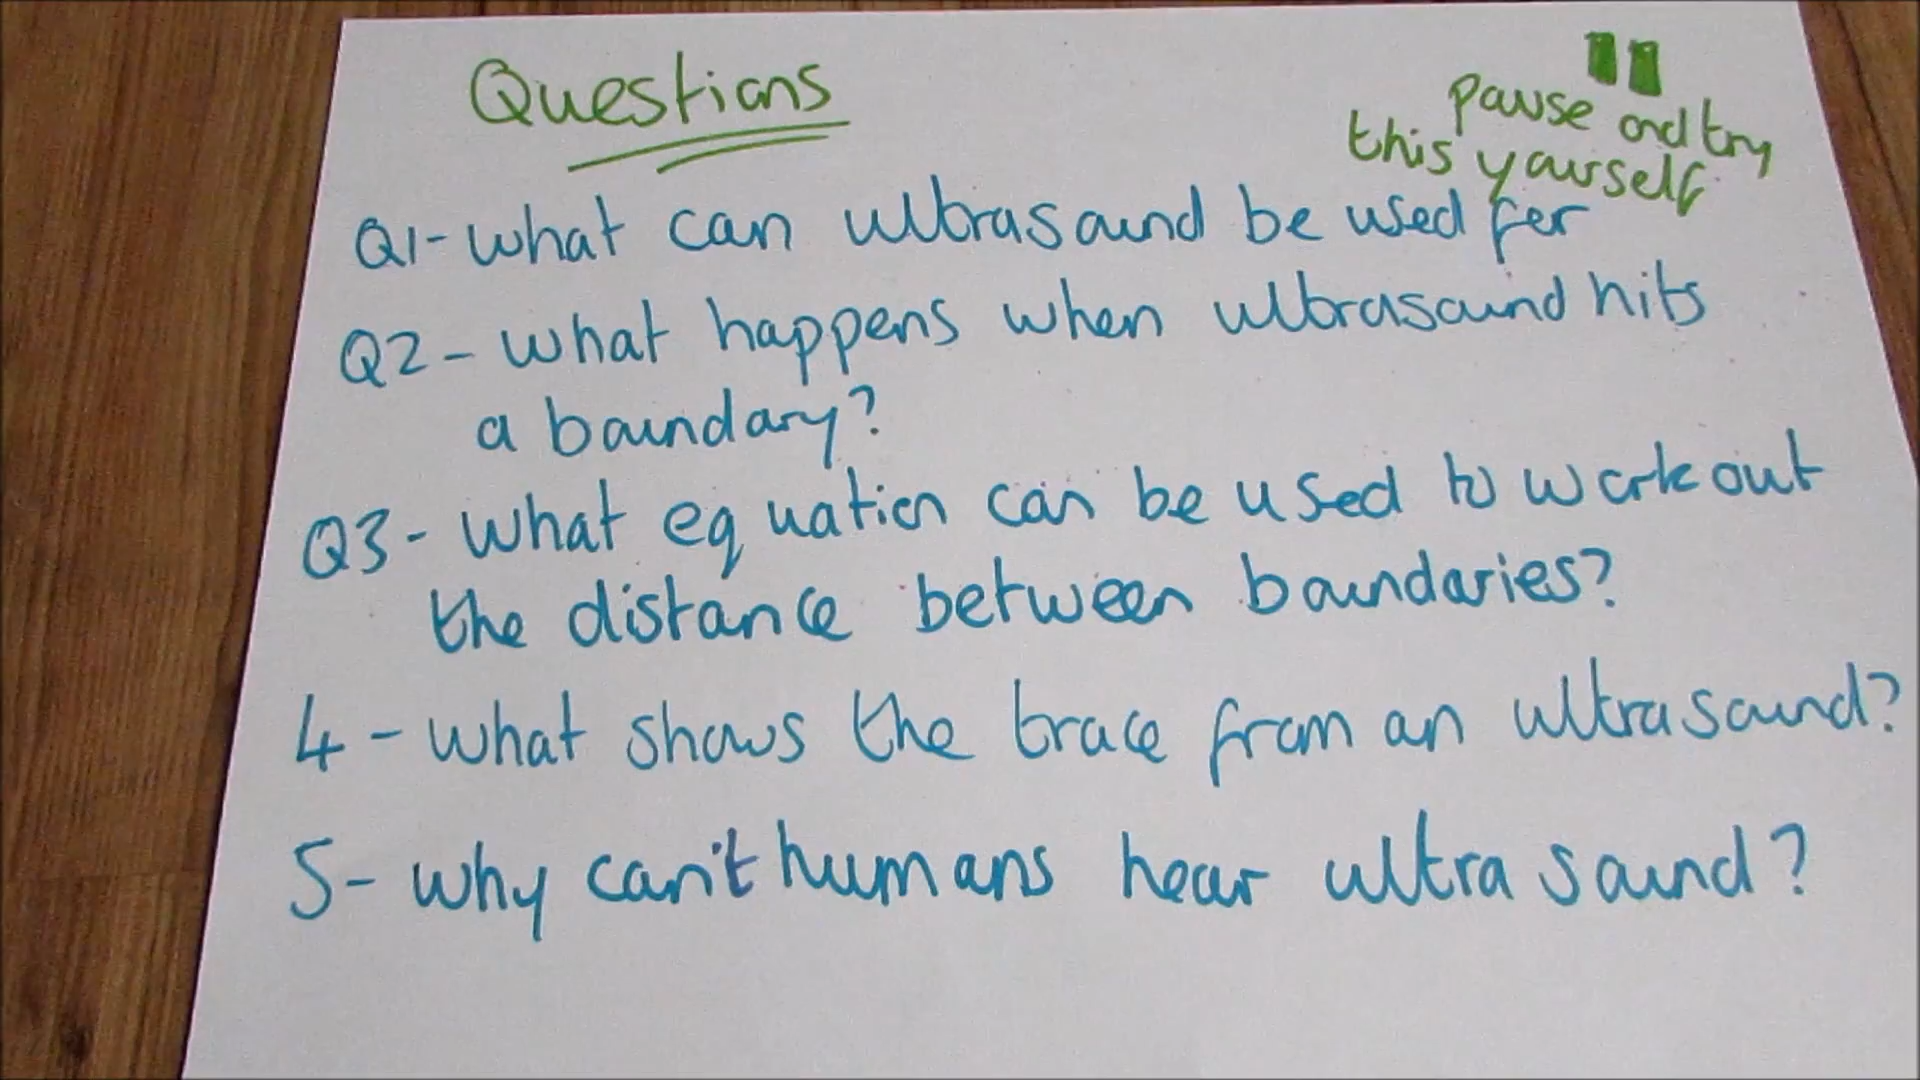 Questions
pause and try
this yourself
Q1-what can ultrasound be used for
Q2-what happens when ultrasound hits
a boundary?
Q3-what equation can be used to work out
the distance between boundaries?
4-what shows the trace from an ultrasound?
5-why can't humans hear ultrasound?